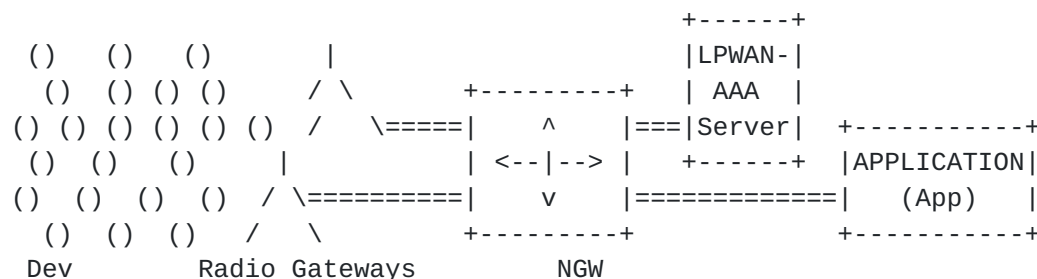 +------+
 ()   ()   ()       |                      |LPWAN-|
  ()  () () ()     / \       +---------+   | AAA  |
() () () () () () /   \=====|    ^    |===|Server|  +-----------+
 ()  ()   ()     |           | <--|--> |   +------+  |APPLICATION|
()  ()  ()  ()  / \==========|    v    |=============|   (App)   |
  ()  ()  ()   /   \         +---------+             +-----------+
 Dev        Radio Gateways         NGW